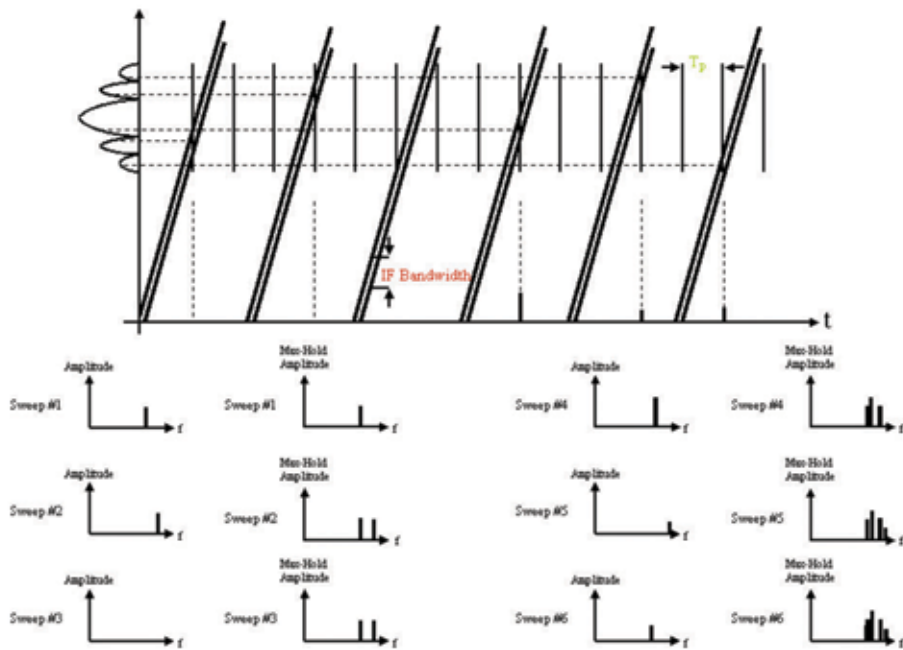 T_P
IF Bandwidth
t
Amplitude
Max-Hold
Amplitude
Amplitude
Max-Hold
Amplitude
Sweep #1
f
Sweep #1
f
Sweep #4
f
Sweep #4
f
Amplitude
Max-Hold
Amplitude
Amplitude
Max-Hold
Amplitude
Sweep #2
f
Sweep #2
f
Sweep #5
f
Sweep #5
f
Amplitude
Max-Hold
Amplitude
Amplitude
Max-Hold
Amplitude
Sweep #3
f
Sweep #3
f
Sweep #6
f
Sweep #6
f